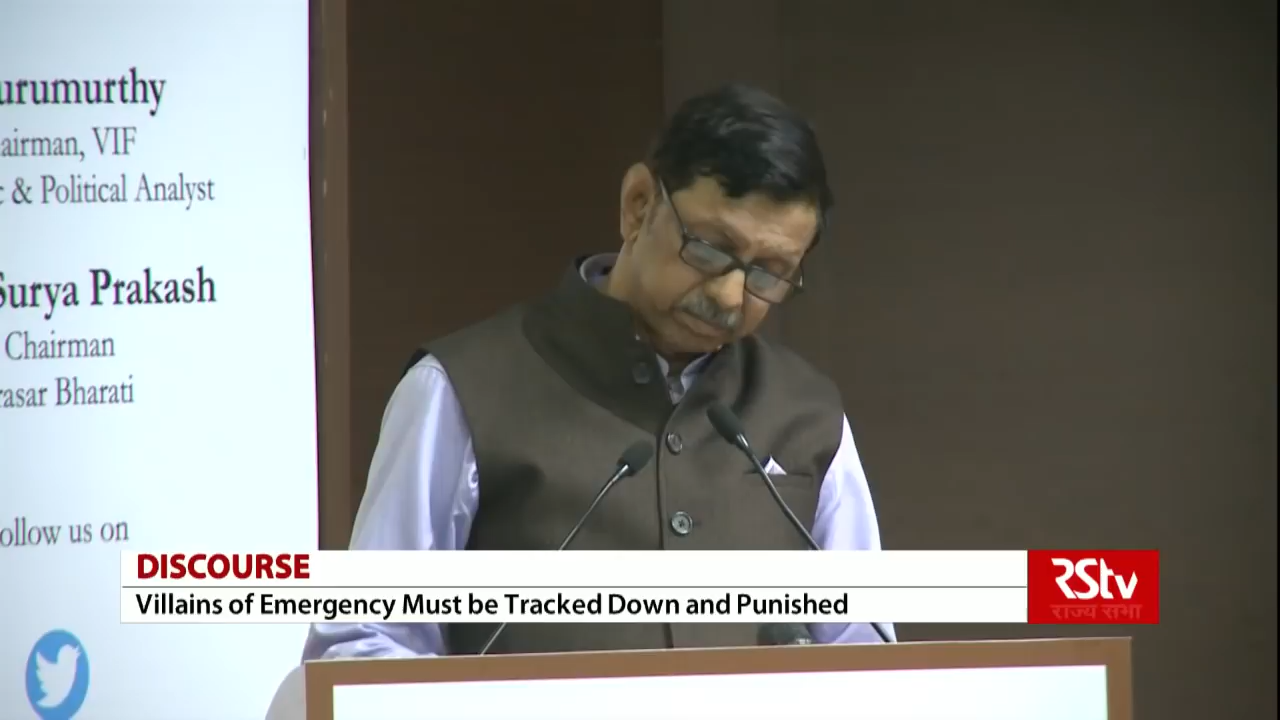 urumurthy
airman, VIF
c & Political Analyst
Surya Prakash
Chairman
rasar Bharati
ollow us on
DISCOURSE
Villains of Emergency Must be Tracked Down and Punished
RStv
राज्य सभा